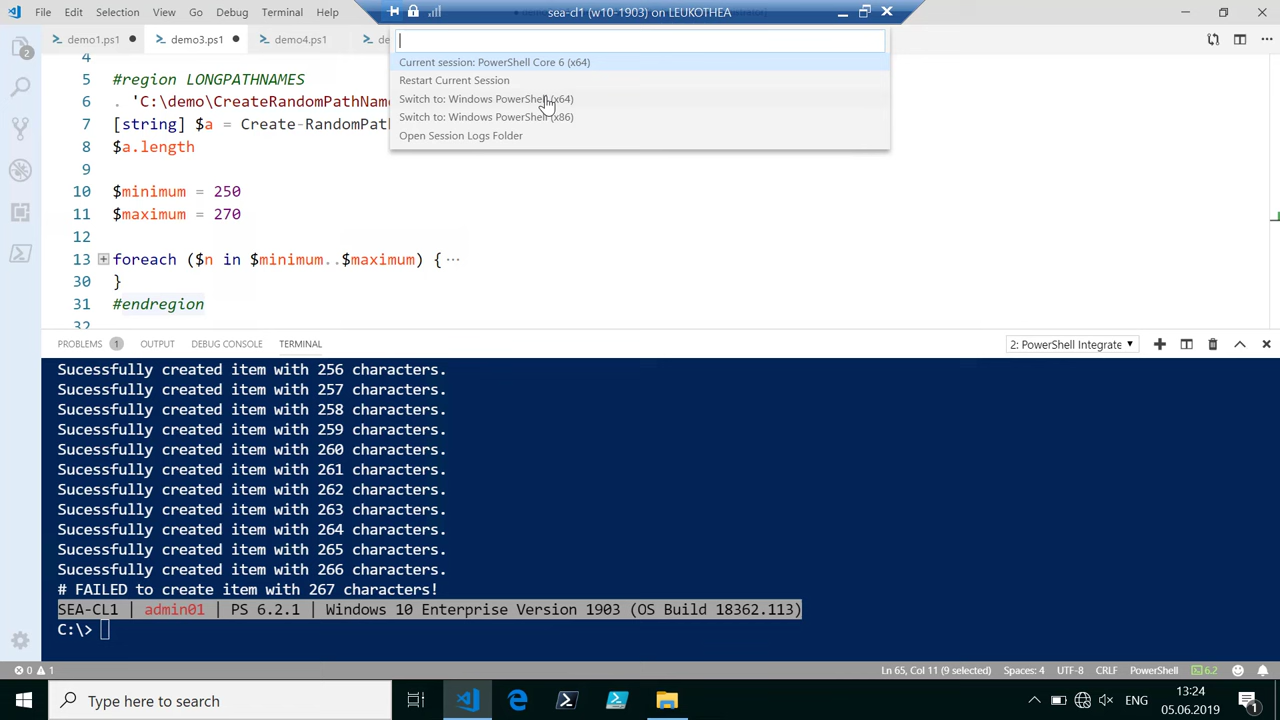 File Edit Selection View Go Debug Terminal Help
sea-cl1 (w10-1903) on LEUKOTHEA
demo1.ps1
demo3.ps1
demo4.ps1
Current session: PowerShell Core 6 (x64)
Restart Current Session
Switch to: Windows PowerShell (x64)
Switch to: Windows PowerShell (x86)
Open Session Logs Folder
2
4
5 #region LONGPATHNAMES
6 . 'C:\demo\CreateRandomPathNam
7 [string] $a = Create-RandomPat
8 $a.length
9
10 $minimum = 250
11 $maximum = 270
12
13 foreach ($n in $minimum..$maximum) { ...
30 }
31 #endregion
32
PROBLEMS 1 OUTPUT DEBUG CONSOLE TERMINAL 2: PowerShell Integrate
Sucessfully created item with 256 characters.
Sucessfully created item with 257 characters.
Sucessfully created item with 258 characters.
Sucessfully created item with 259 characters.
Sucessfully created item with 260 characters.
Sucessfully created item with 261 characters.
Sucessfully created item with 262 characters.
Sucessfully created item with 263 characters.
Sucessfully created item with 264 characters.
Sucessfully created item with 265 characters.
Sucessfully created item with 266 characters.
# FAILED to create item with 267 characters!
SEA-CL1 | admin01 | PS 6.2.1 | Windows 10 Enterprise Version 1903 (OS Build 18362.113)
C:\>
0 1 Ln 65, Col 11 (9 selected) Spaces: 4 UTF-8 CRLF PowerShell 6.2
Type here to search
ENG
13:24
05.06.2019
1